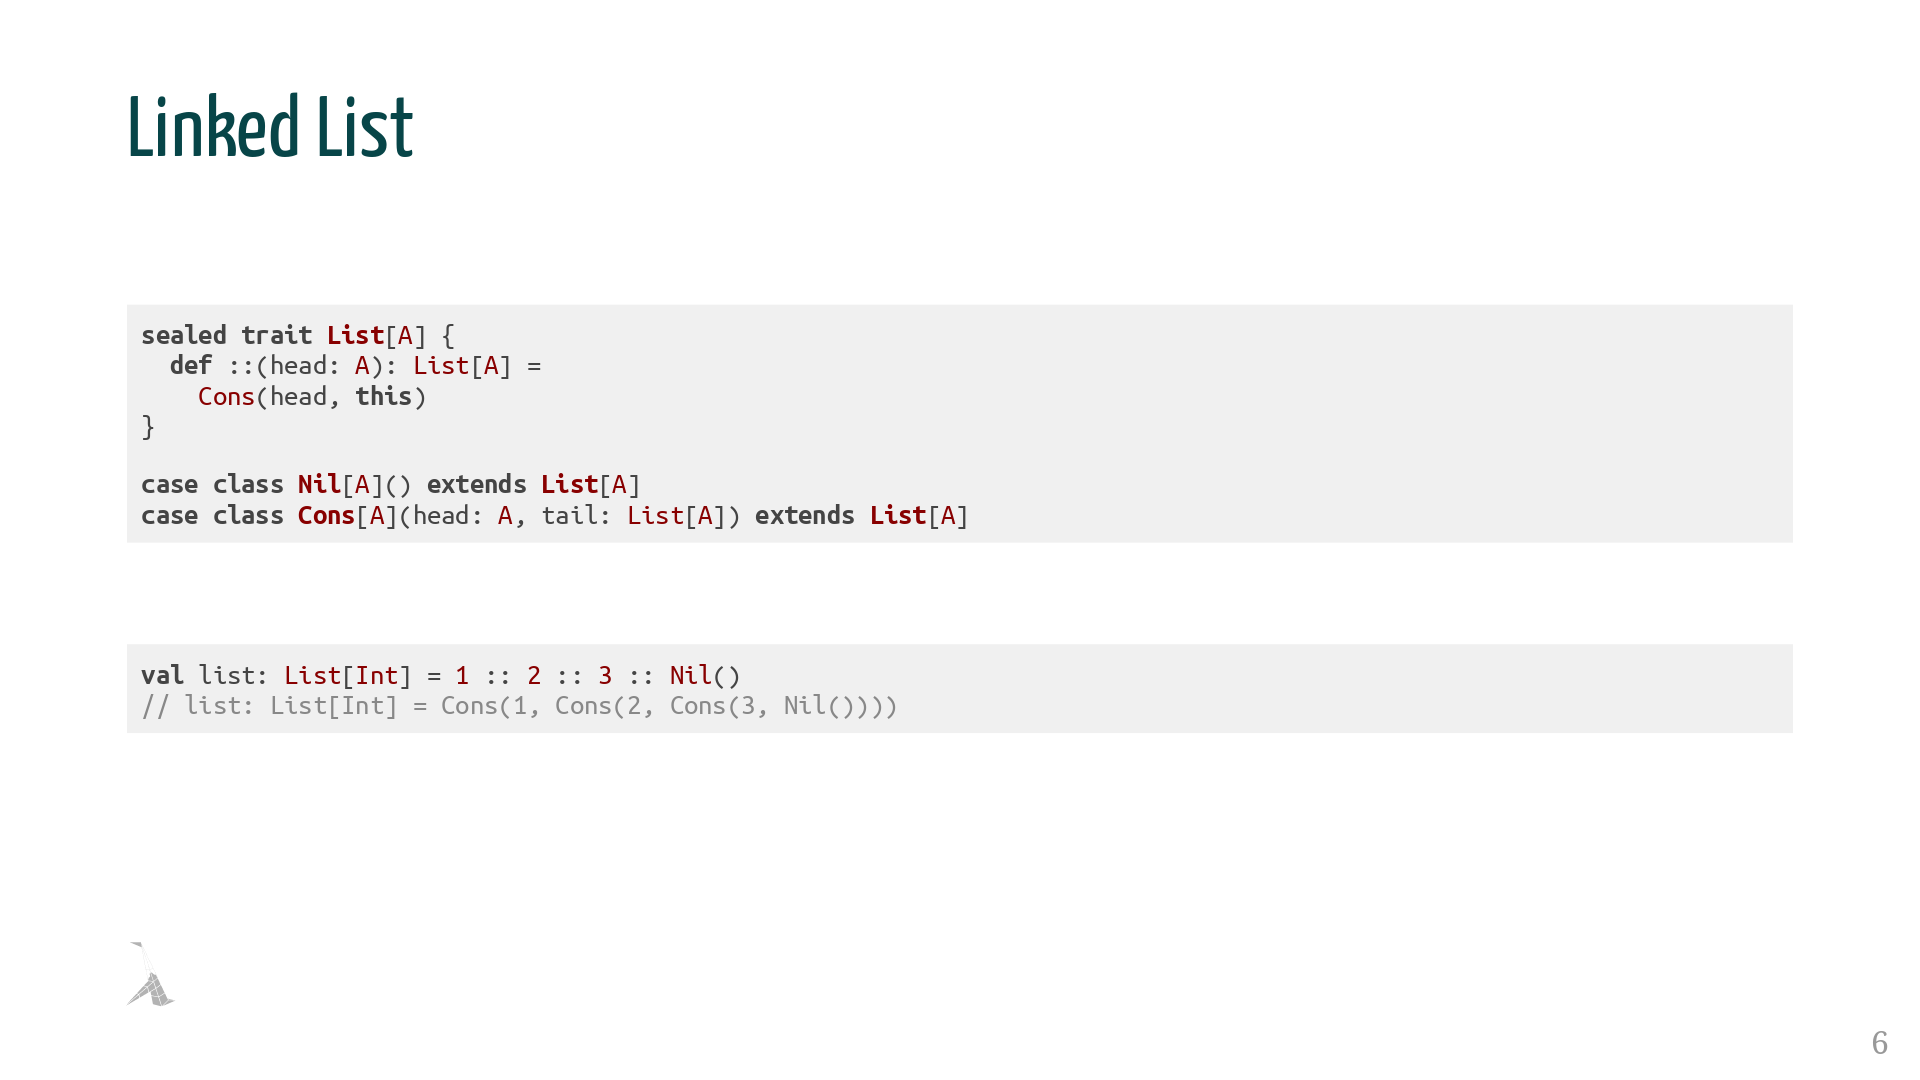 Linked List
sealed trait List[A] {
  def ::(head: A): List[A] =
    Cons(head, this)
}
case class Nil[A]() extends List[A]
case class Cons[A](head: A, tail: List[A]) extends List[A]
val list: List[Int] = 1 :: 2 :: 3 :: Nil()
// list: List[Int] = Cons(1, Cons(2, Cons(3, Nil())))
6